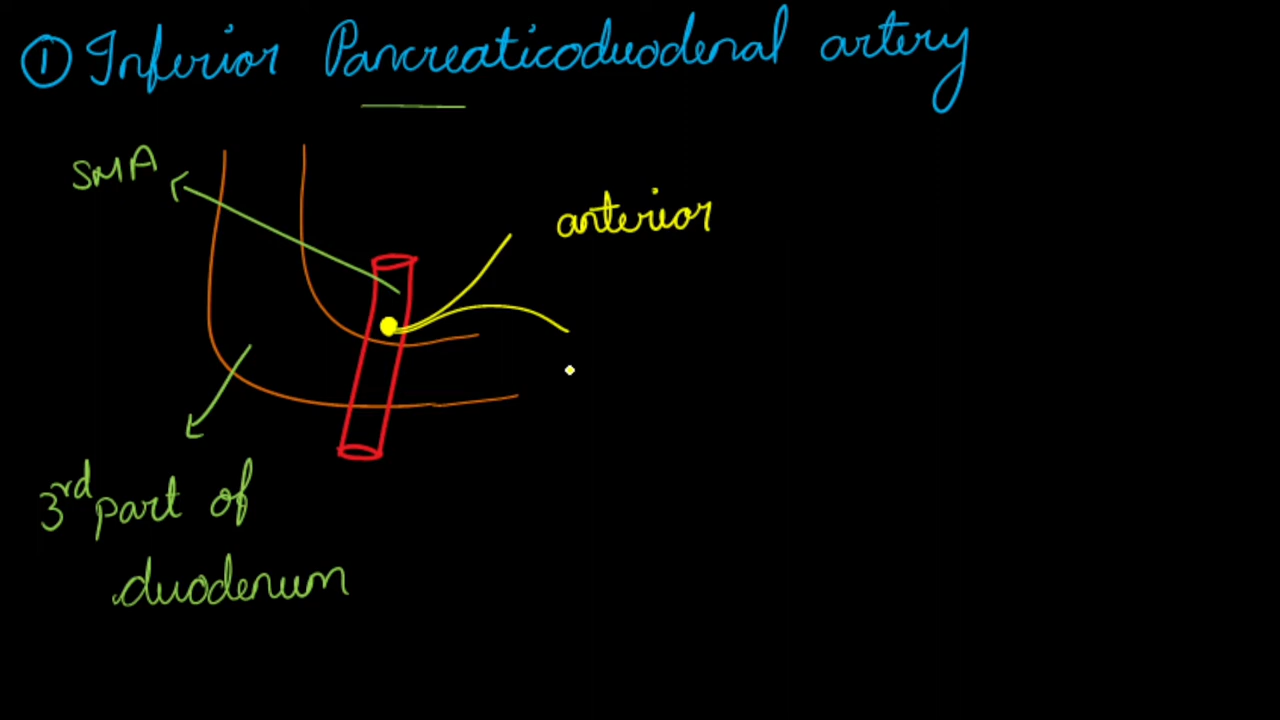 ① Inferior Pancreaticoduodenal artery
SMA
anterior
3rd part of
duodenum